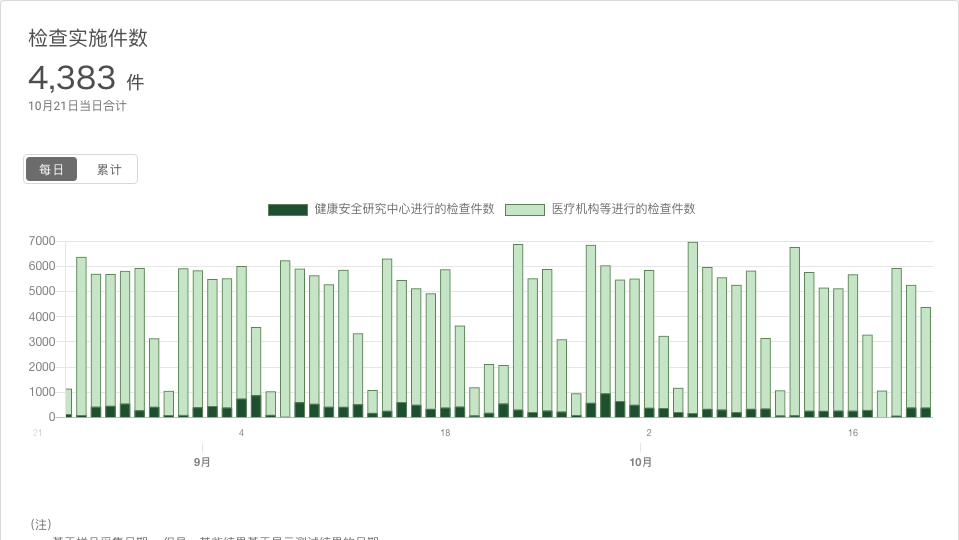 检查实施件数
4,383 件
10月21日当日合计
每日 累计
健康安全研究中心进行的检查件数 医疗机构等进行的检查件数
7000
6000
5000
4000
3000
2000
1000
0
21 4 18 2 16
9月 10月
（注）